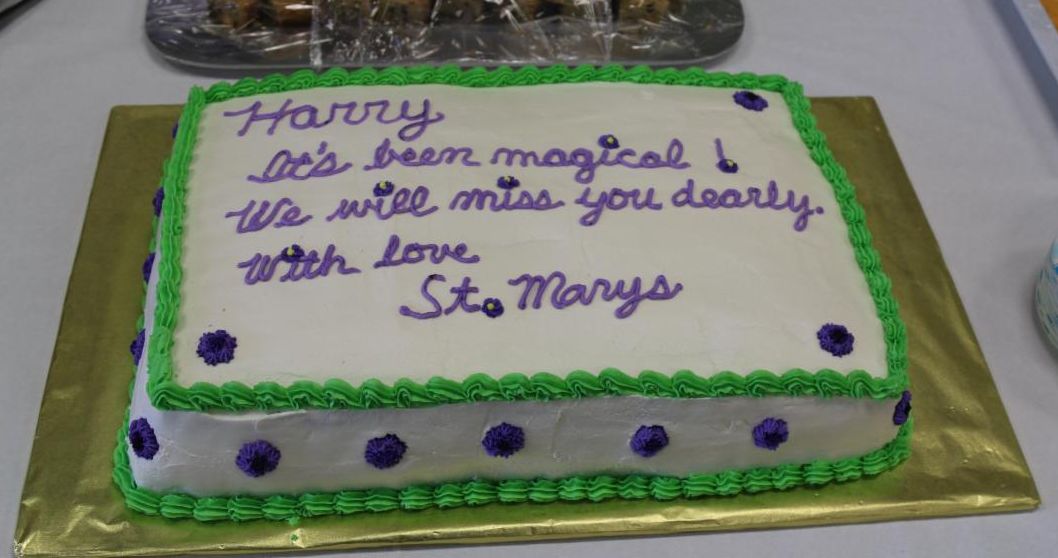 Harry
It's been magical !
We will miss you dearly.
With love
St. Marys